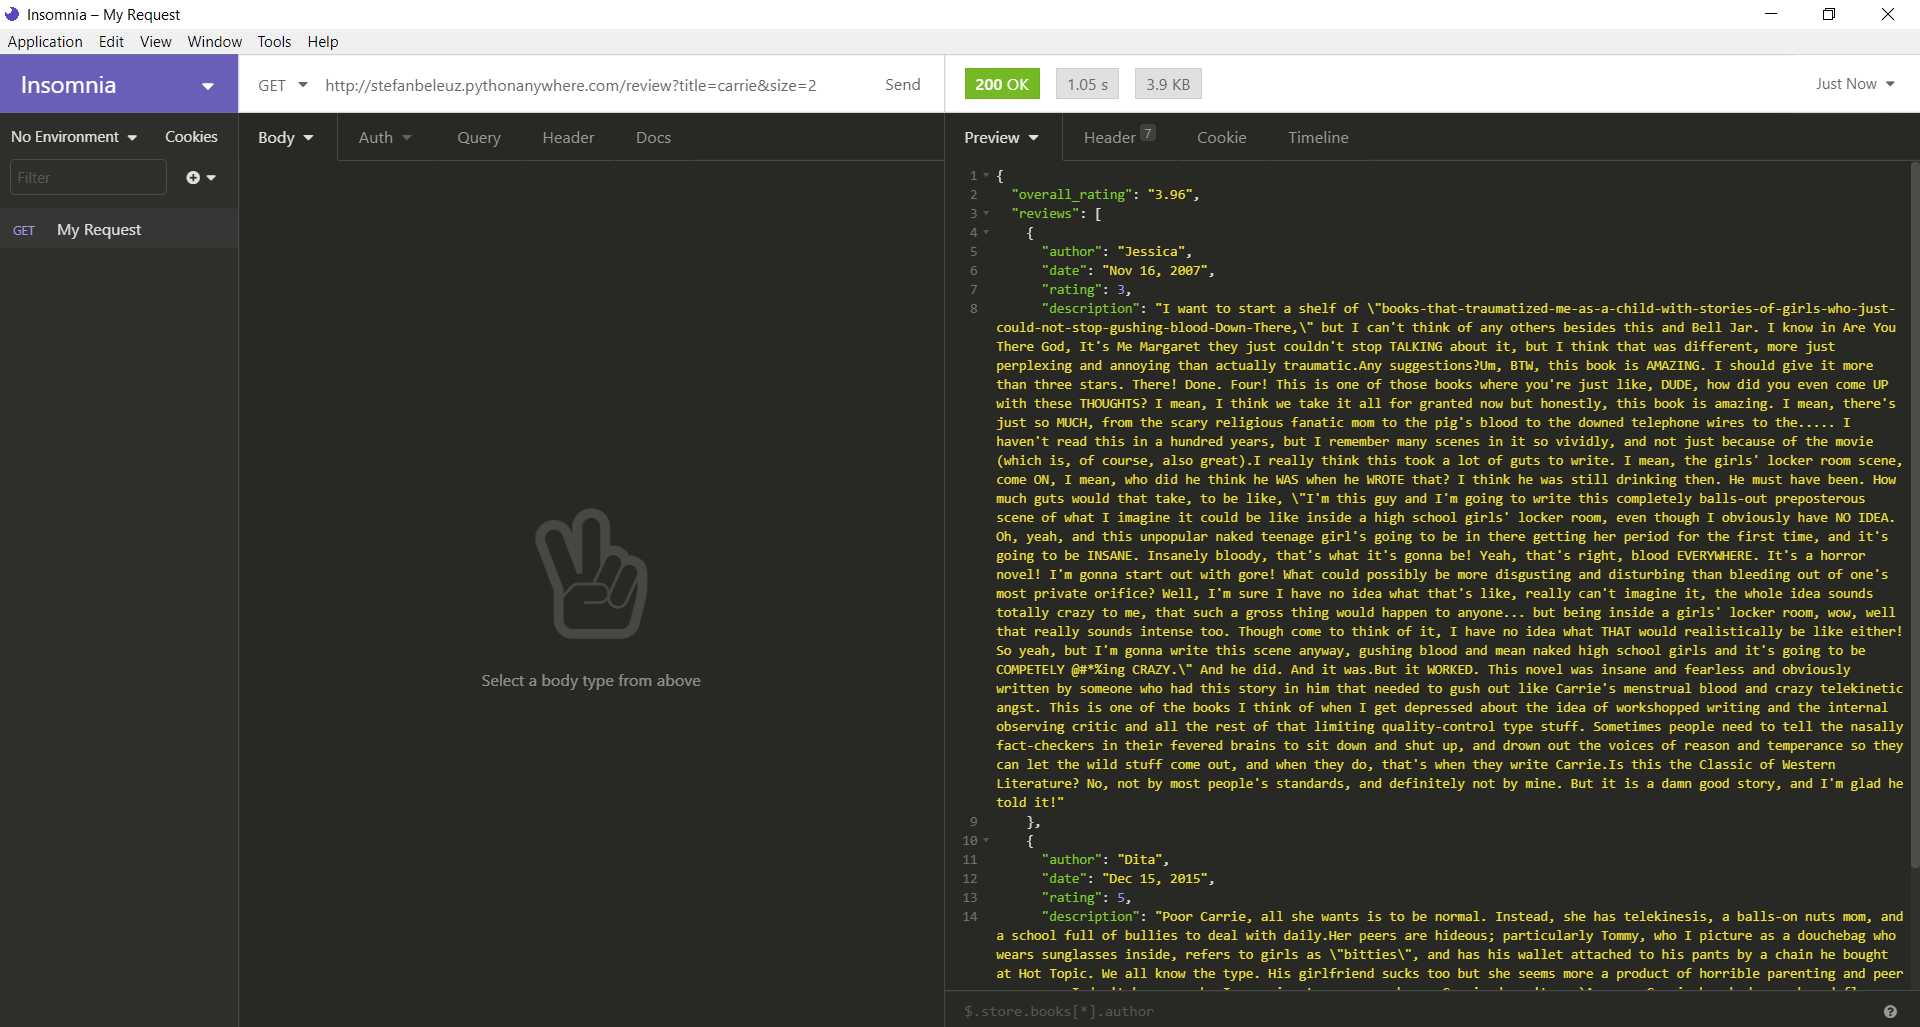 Insomnia – My Request
Application Edit View Window Tools Help
Insomnia
GET http://stefanbeleuz.pythonanywhere.com/review?title=carrie&size=2 Send
200 OK 1.05 s 3.9 KB Just Now
No Environment Cookies
Body Auth Query Header Docs
Preview Header 7 Cookie Timeline
Filter
GET My Request
Select a body type from above
1 {
2 "overall_rating": "3.96",
3 "reviews": [
4 {
5 "author": "Jessica",
6 "date": "Nov 16, 2007",
7 "rating": 3,
8 "description": "I want to start a shelf of \"books-that-traumatized-me-as-a-child-with-stories-of-girls-who-just-
could-not-stop-gushing-blood-Down-There,\" but I can't think of any others besides this and Bell Jar. I know in Are You
There God, It's Me Margaret they just couldn't stop TALKING about it, but I think that was different, more just
perplexing and annoying than actually traumatic.Any suggestions?Um, BTW, this book is AMAZING. I should give it more
than three stars. There! Done. Four! This is one of those books where you're just like, DUDE, how did you even come UP
with these THOUGHTS? I mean, I think we take it all for granted now but honestly, this book is amazing. I mean, there's
just so MUCH, from the scary religious fanatic mom to the pig's blood to the downed telephone wires to the..... I
haven't read this in a hundred years, but I remember many scenes in it so vividly, and not just because of the movie
(which is, of course, also great).I really think this took a lot of guts to write. I mean, the girls' locker room scene,
come ON, I mean, who did he think he WAS when he WROTE that? I think he was still drinking then. He must have been. How
much guts would that take, to be like, \"I'm this guy and I'm going to write this completely balls-out preposterous
scene of what I imagine it could be like inside a high school girls' locker room, even though I obviously have NO IDEA.
Oh, yeah, and this unpopular naked teenage girl's going to be in there getting her period for the first time, and it's
going to be INSANE. Insanely bloody, that's what it's gonna be! Yeah, that's right, blood EVERYWHERE. It's a horror
novel! I'm gonna start out with gore! What could possibly be more disgusting and disturbing than bleeding out of one's
most private orifice? Well, I'm sure I have no idea what that's like, really can't imagine it, the whole idea sounds
totally crazy to me, that such a gross thing would happen to anyone... but being inside a girls' locker room, wow, well
that really sounds intense too. Though come to think of it, I have no idea what THAT would realistically be like either!
So yeah, but I'm gonna write this scene anyway, gushing blood and mean naked high school girls and it's going to be
COMPETELY @#*%ing CRAZY.\" And he did. And it was.But it WORKED. This novel was insane and fearless and obviously
written by someone who had this story in him that needed to gush out like Carrie's menstrual blood and crazy telekinetic
angst. This is one of the books I think of when I get depressed about the idea of workshopped writing and the internal
observing critic and all the rest of that limiting quality-control type stuff. Sometimes people need to tell the nasally
fact-checkers in their fevered brains to sit down and shut up, and drown out the voices of reason and temperance so they
can let the wild stuff come out, and when they do, that's when they write Carrie.Is this the Classic of Western
Literature? No, not by most people's standards, and definitely not by mine. But it is a damn good story, and I'm glad he
told it!"
9 },
10 {
11 "author": "Dita",
12 "date": "Dec 15, 2015",
13 "rating": 5,
14 "description": "Poor Carrie, all she wants is to be normal. Instead, she has telekinesis, a balls-on nuts mom, and
a school full of bullies to deal with daily.Her peers are hideous; particularly Tommy, who I picture as a douchebag who
wears sunglasses inside, refers to girls as \"bitties\", and has his wallet attached to his pants by a chain he bought
at Hot Topic. We all know the type. His girlfriend sucks too but she seems more a product of horrible parenting and peer
$.store.books[*].author